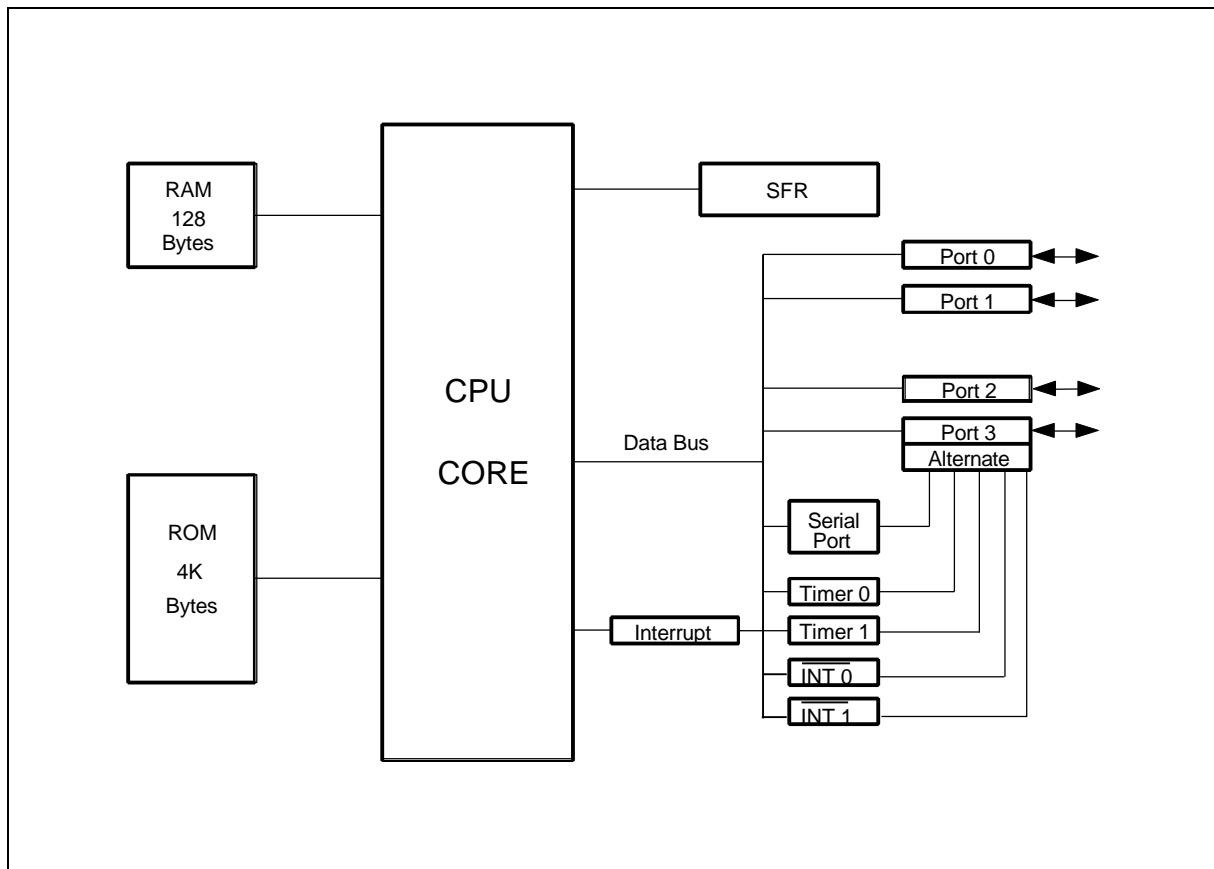 RAM
128
Bytes
ROM
4K
Bytes
CPU
CORE
SFR
Data Bus
Interrupt
Port 0
Port 1
Port 2
Port 3
Alternate
Serial
Port
Timer 0
Timer 1
INT 0
INT 1